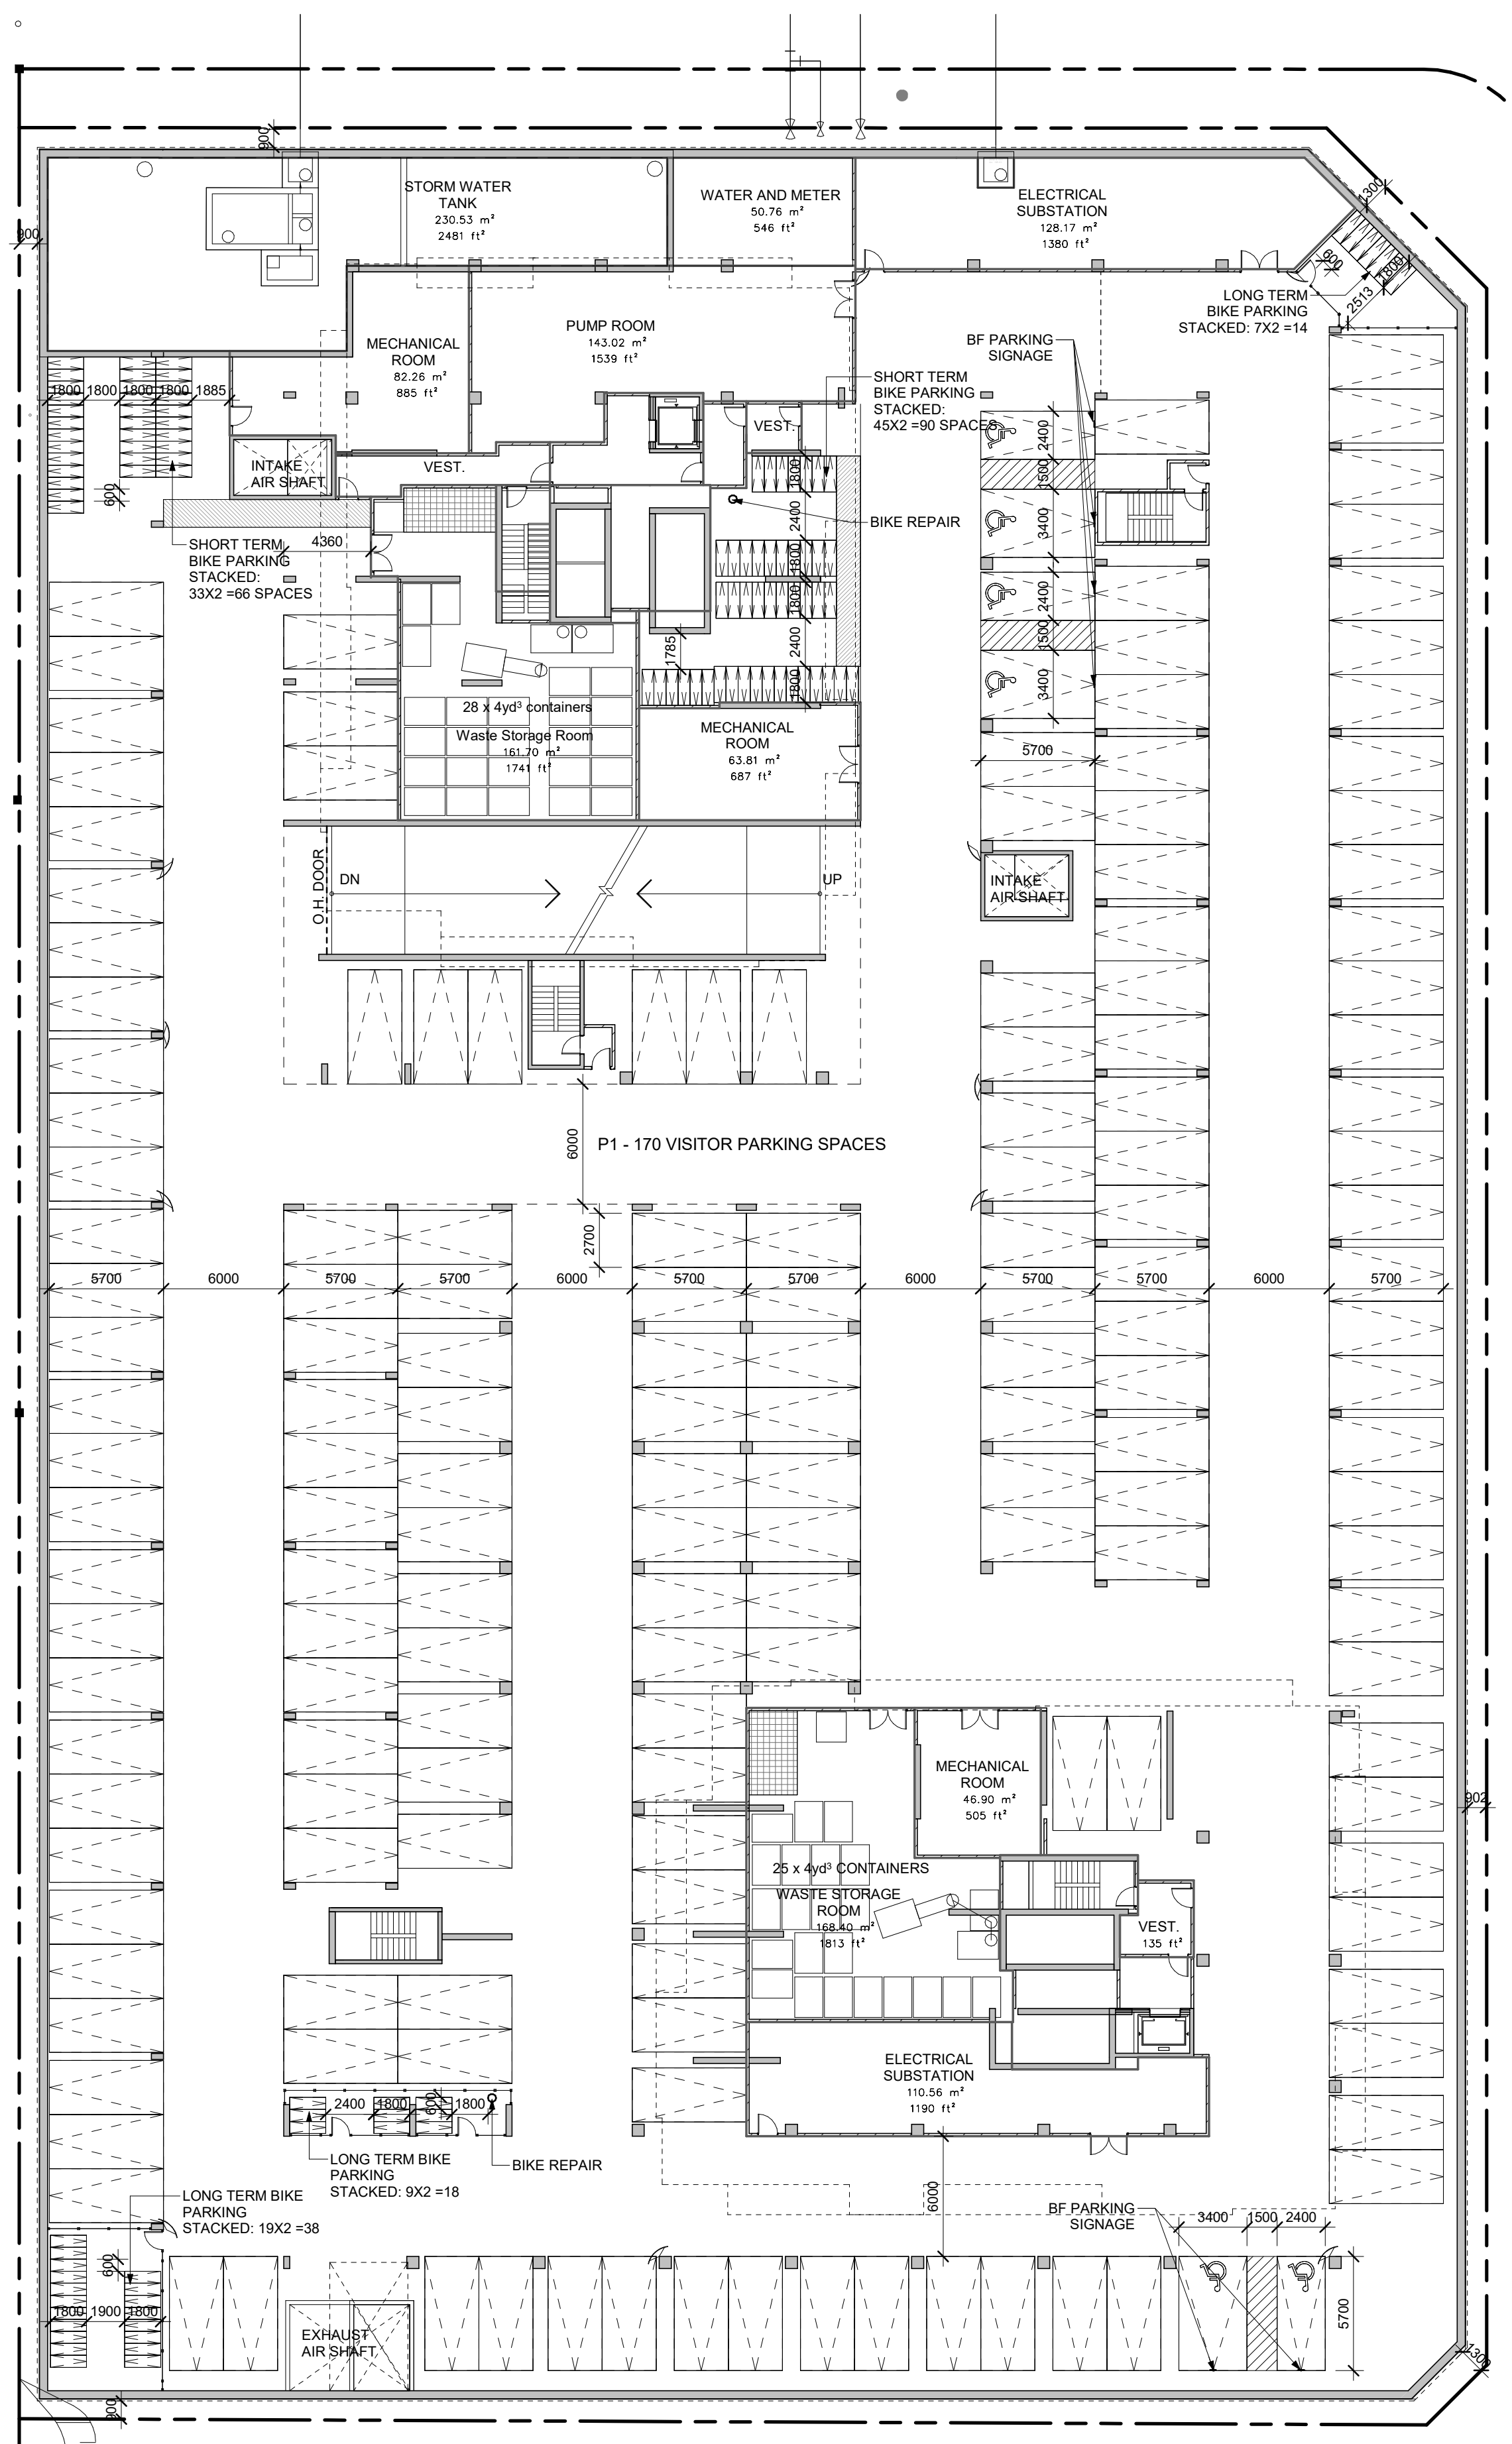 900
900
STORM WATER
TANK
230.53 m²
2481 ft²
WATER AND METER
50.76 m²
546 ft²
ELECTRICAL
SUBSTATION
128.17 m²
1380 ft²
1300
600
1800
2513
LONG TERM
BIKE PARKING
STACKED: 7X2 =14
MECHANICAL
ROOM
82.26 m²
885 ft²
PUMP ROOM
143.02 m²
1539 ft²
BF PARKING
SIGNAGE
SHORT TERM
BIKE PARKING
STACKED:
45X2 =90 SPACES
1800
1800
1800
1800
1885
VEST.
VEST.
INTAKE
AIR SHAFT
600
BIKE REPAIR
4360
SHORT TERM
BIKE PARKING
STACKED:
33X2 =66 SPACES
1800
2400
1800
1800
2400
1800
1785
2400
1500
3400
2400
1500
3400
5700
28 x 4yd³ containers
Waste Storage Room
161.70 m²
1741 ft²
MECHANICAL
ROOM
63.81 m²
687 ft²
O.H. DOOR
DN
UP
INTAKE
AIR SHAFT
6000
P1 - 170 VISITOR PARKING SPACES
2700
5700
6000
5700
5700
6000
5700
5700
6000
5700
5700
6000
5700
MECHANICAL
ROOM
46.90 m²
505 ft²
902
25 x 4yd³ CONTAINERS
WASTE STORAGE
ROOM
168.40 m²
1813 ft²
VEST.
135 ft²
ELECTRICAL
SUBSTATION
110.56 m²
1190 ft²
2400
1800
600
1800
LONG TERM BIKE
PARKING
STACKED: 9X2 =18
BIKE REPAIR
LONG TERM BIKE
PARKING
STACKED: 19X2 =38
6000
BF PARKING
SIGNAGE
3400
1500
2400
600
1800
1900
1800
EXHAUST
AIR SHAFT
5700
1300
900